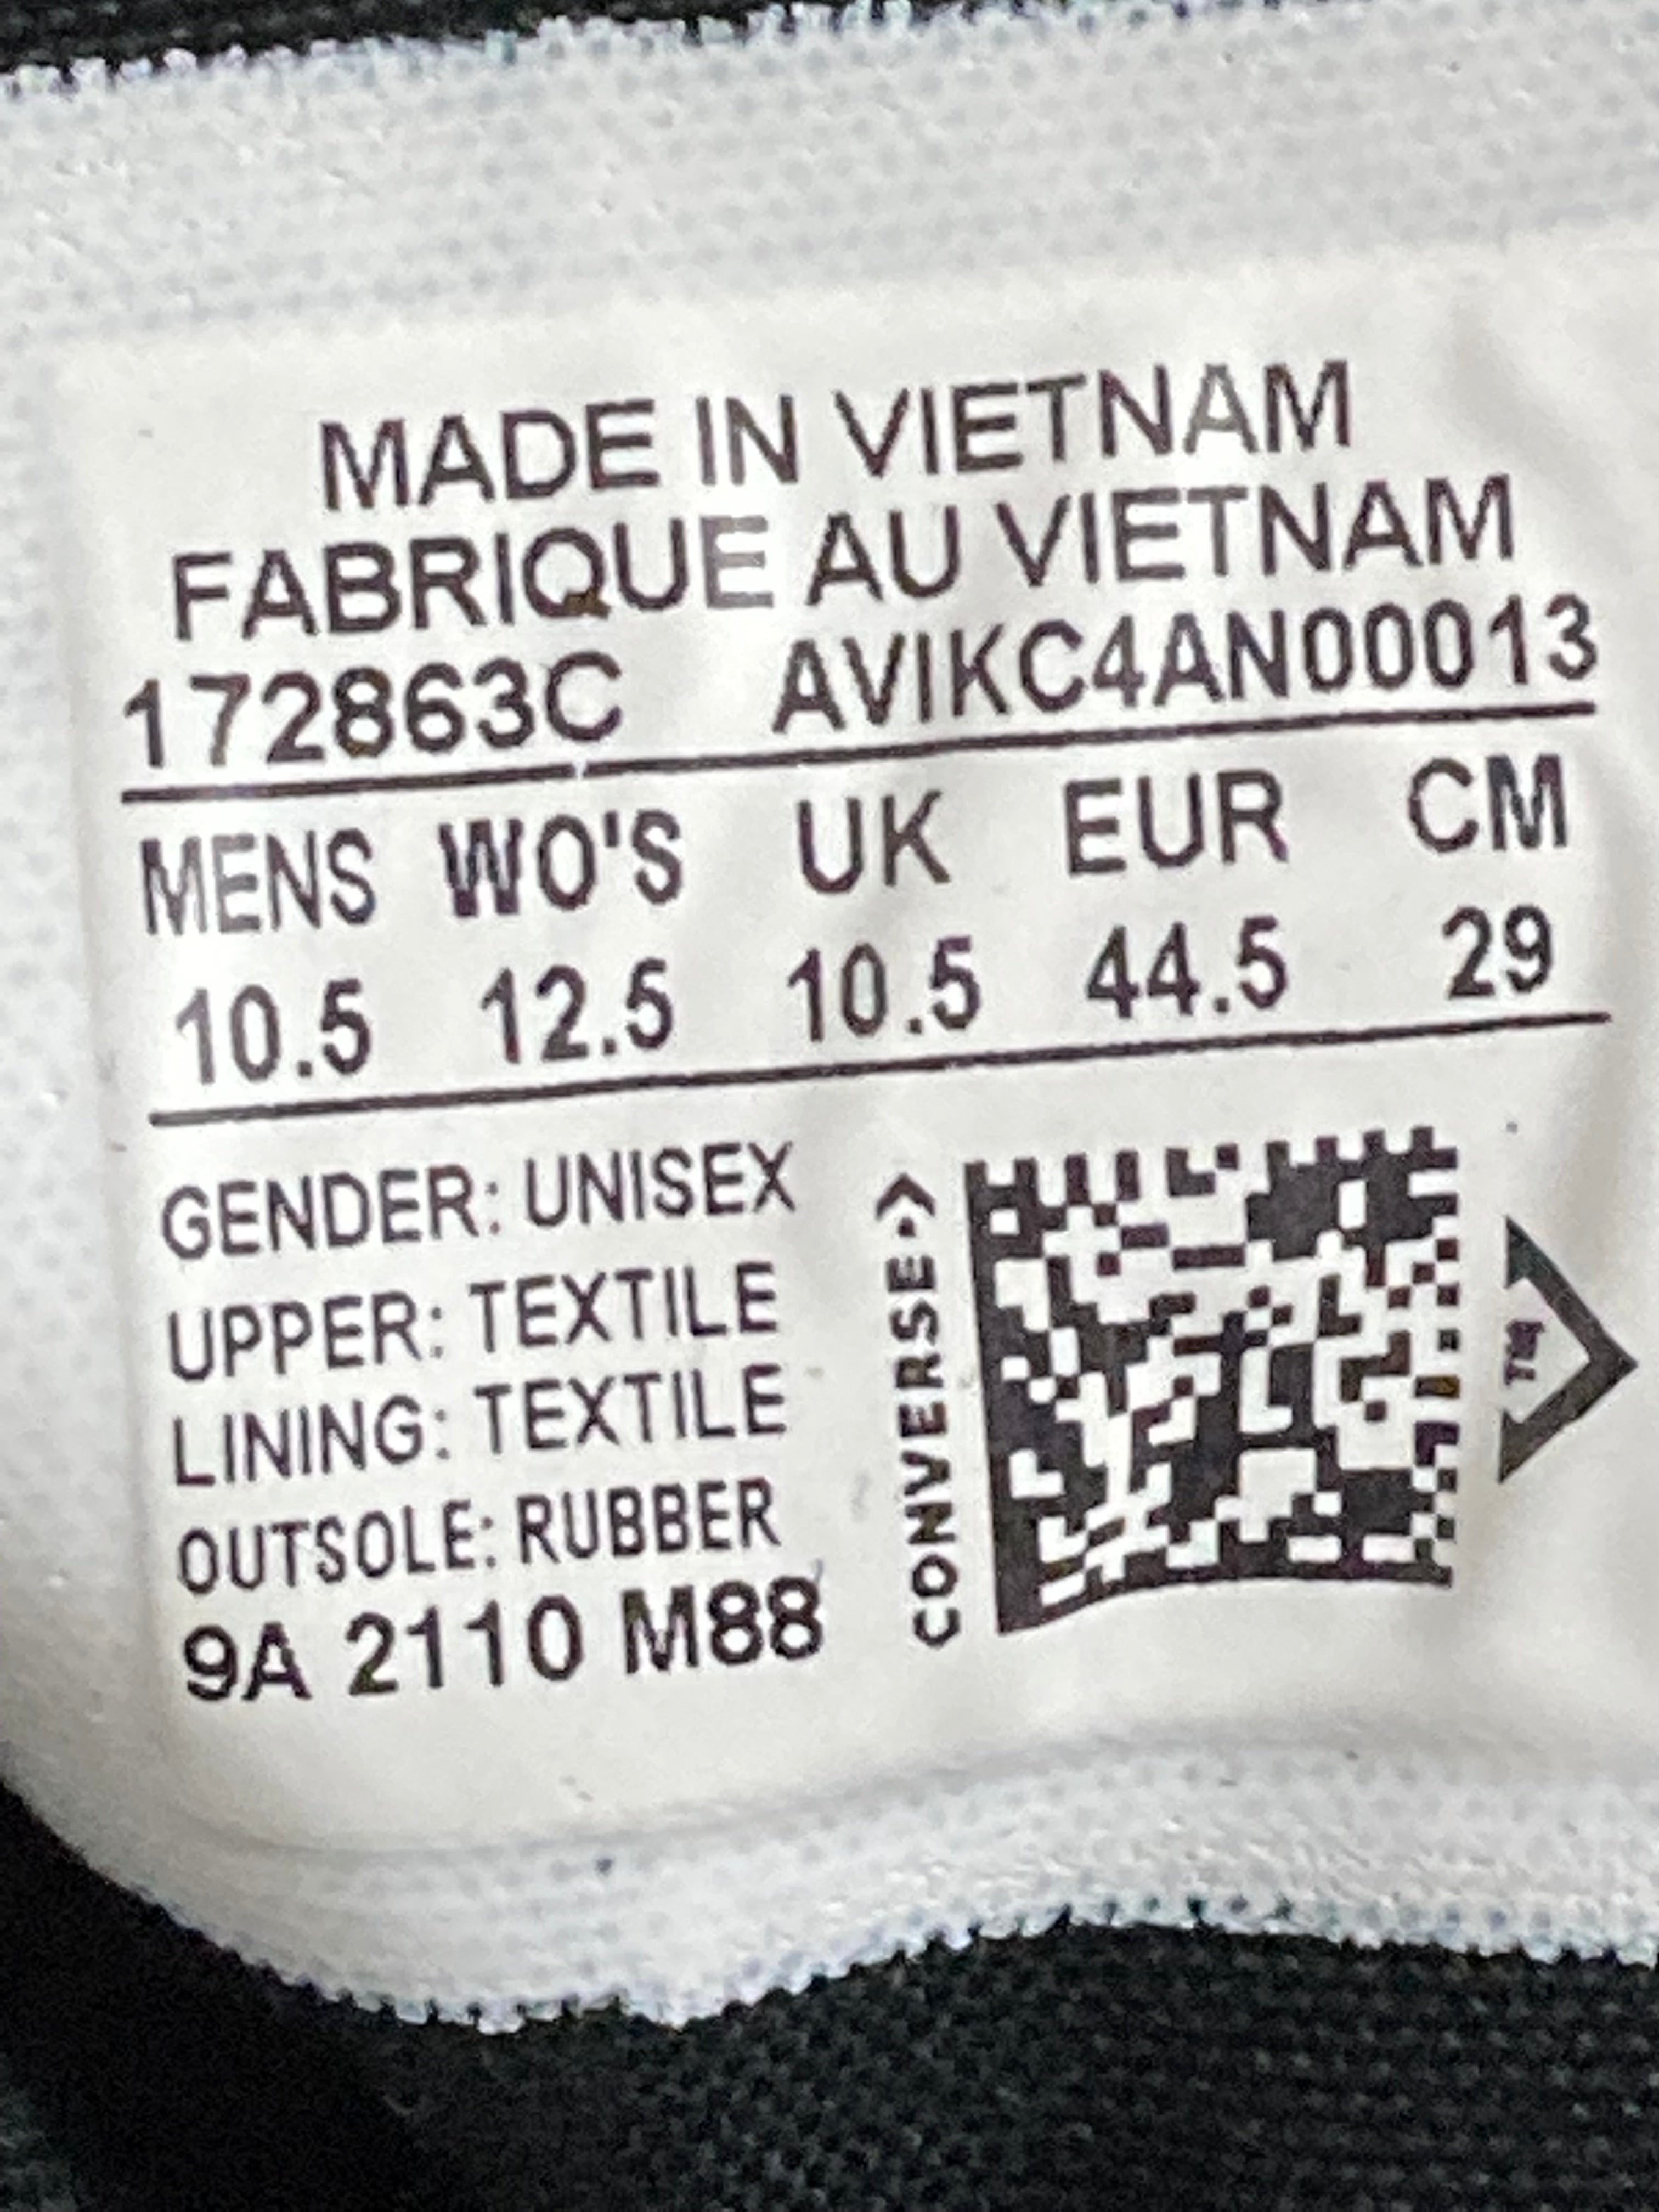 MADE IN VIETNAM
FABRIQUE AU VIETNAM
172863C AVIKC4AN00013
MENS WO'S UK EUR CM
10.5 12.5 10.5 44.5 29
GENDER: UNISEX
UPPER: TEXTILE
LINING: TEXTILE
OUTSOLE: RUBBER
9A 2110 M88
CONVERSE